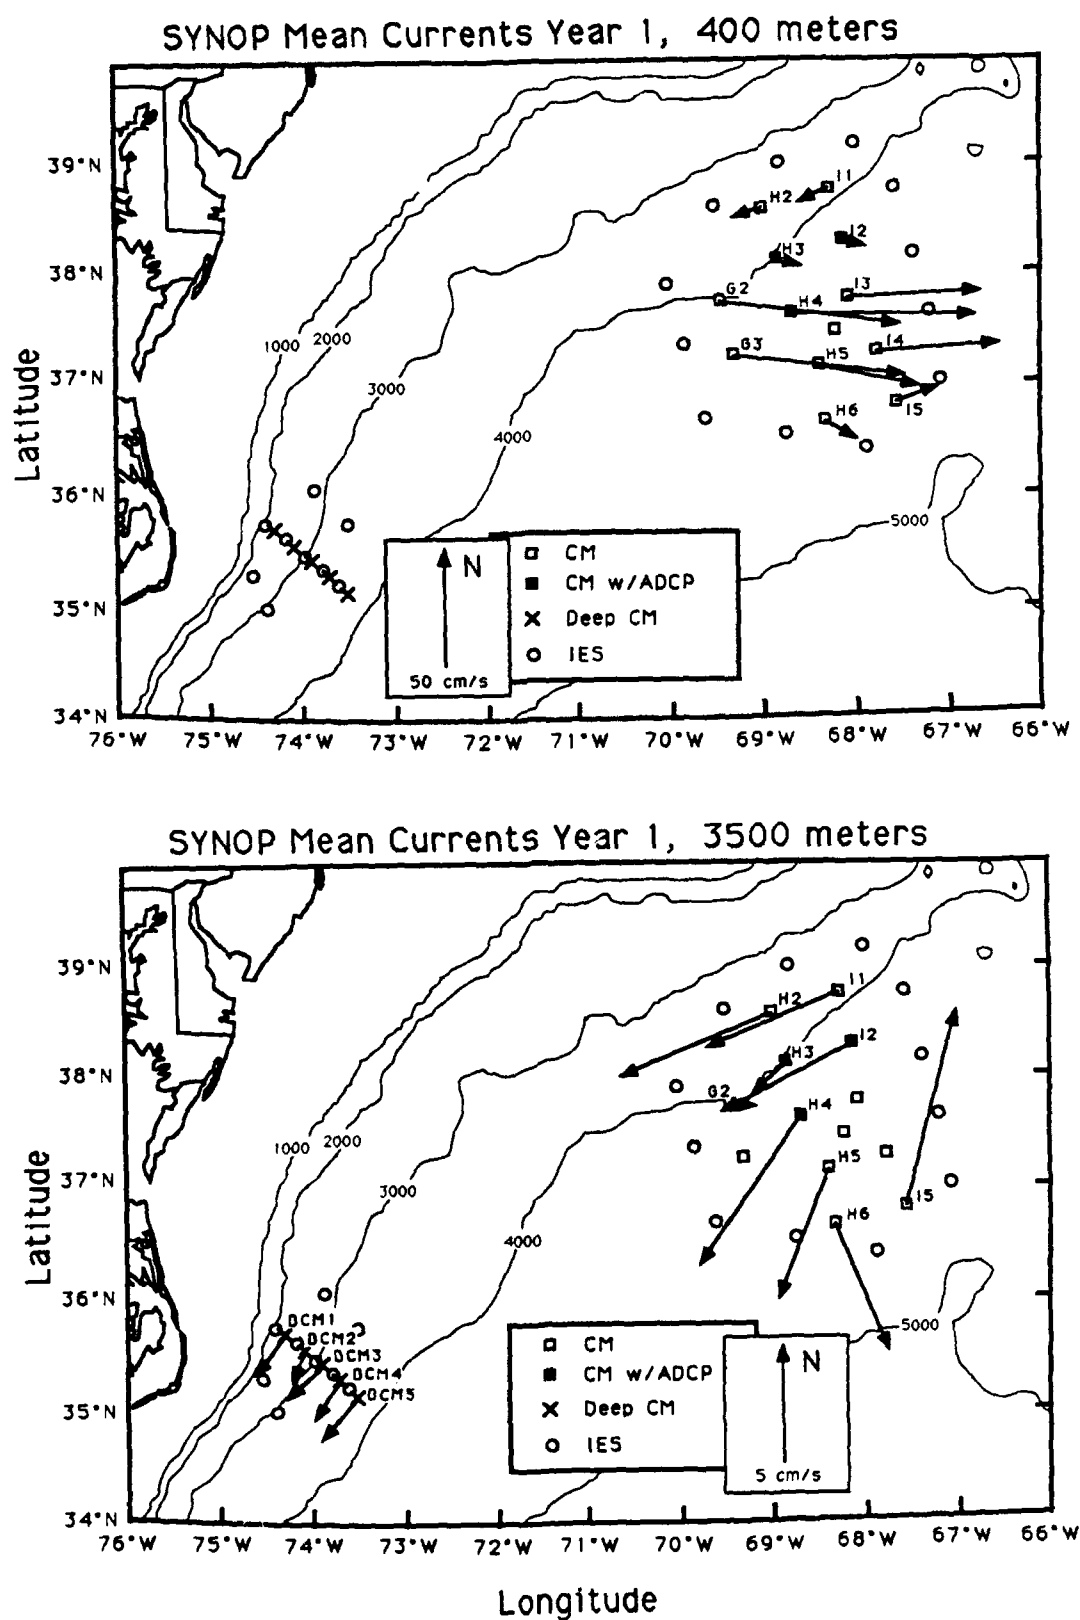 SYNOP Mean Currents Year 1, 400 meters
39°N
I1
H2
I2
H3
38°N
G2
I3
H4
1000
2000
G3
H5
I4
37°N
Latitude
3000
I5
H6
4000
36°N
5000
N
CM
CM w/ADCP
35°N
Deep CM
IES
50 cm/s
34°N
76°W 75°W 74°W 73°W 72°W 71°W 70°W 69°W 68°W 67°W 66°W
SYNOP Mean Currents Year 1, 3500 meters
39°N
I1
H2
I2
H3
38°N
G2
H4
1000
2000
H5
37°N
Latitude
3000
I5
H6
4000
36°N
DCM1
DCM2
5000
DCM3
N
CM
DCM4
CM w/ADCP
DCM5
35°N
Deep CM
IES
5 cm/s
34°N
76°W 75°W 74°W 73°W 72°W 71°W 70°W 69°W 68°W 67°W 66°W
Longitude